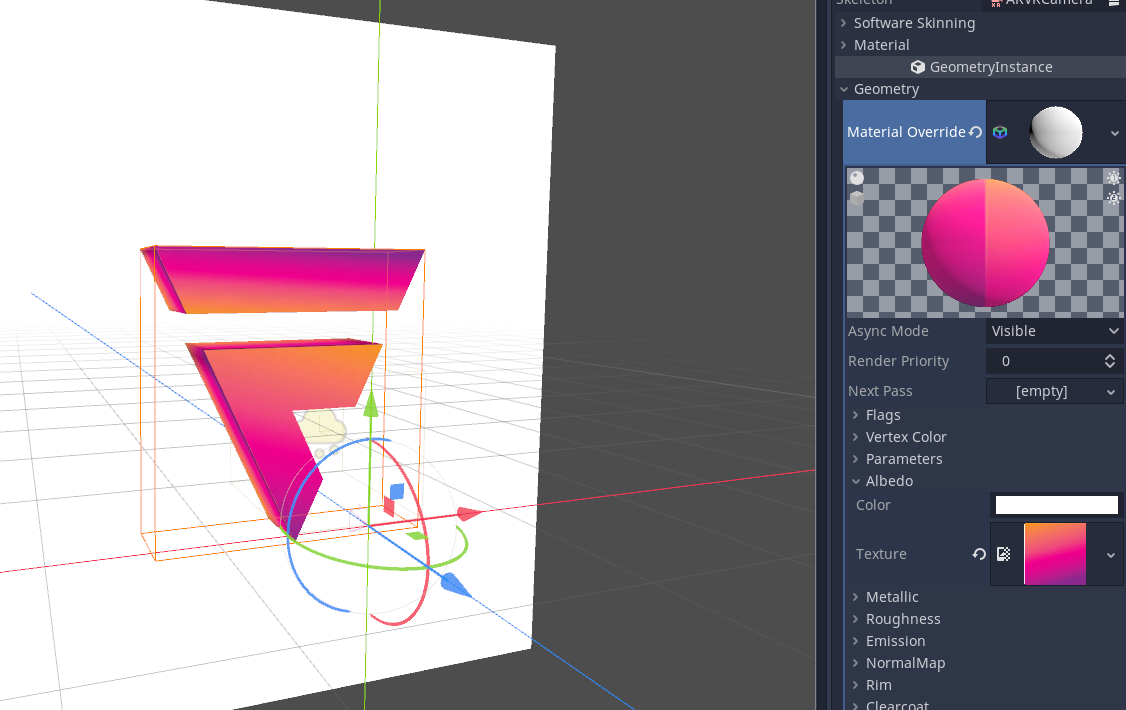 Skeleton ARVRCamera
Software Skinning
Material
GeometryInstance
Geometry
Material Override
Async Mode Visible
Render Priority 0
Next Pass [empty]
Flags
Vertex Color
Parameters
Albedo
Color
Texture
Metallic
Roughness
Emission
NormalMap
Rim
Clearcoat